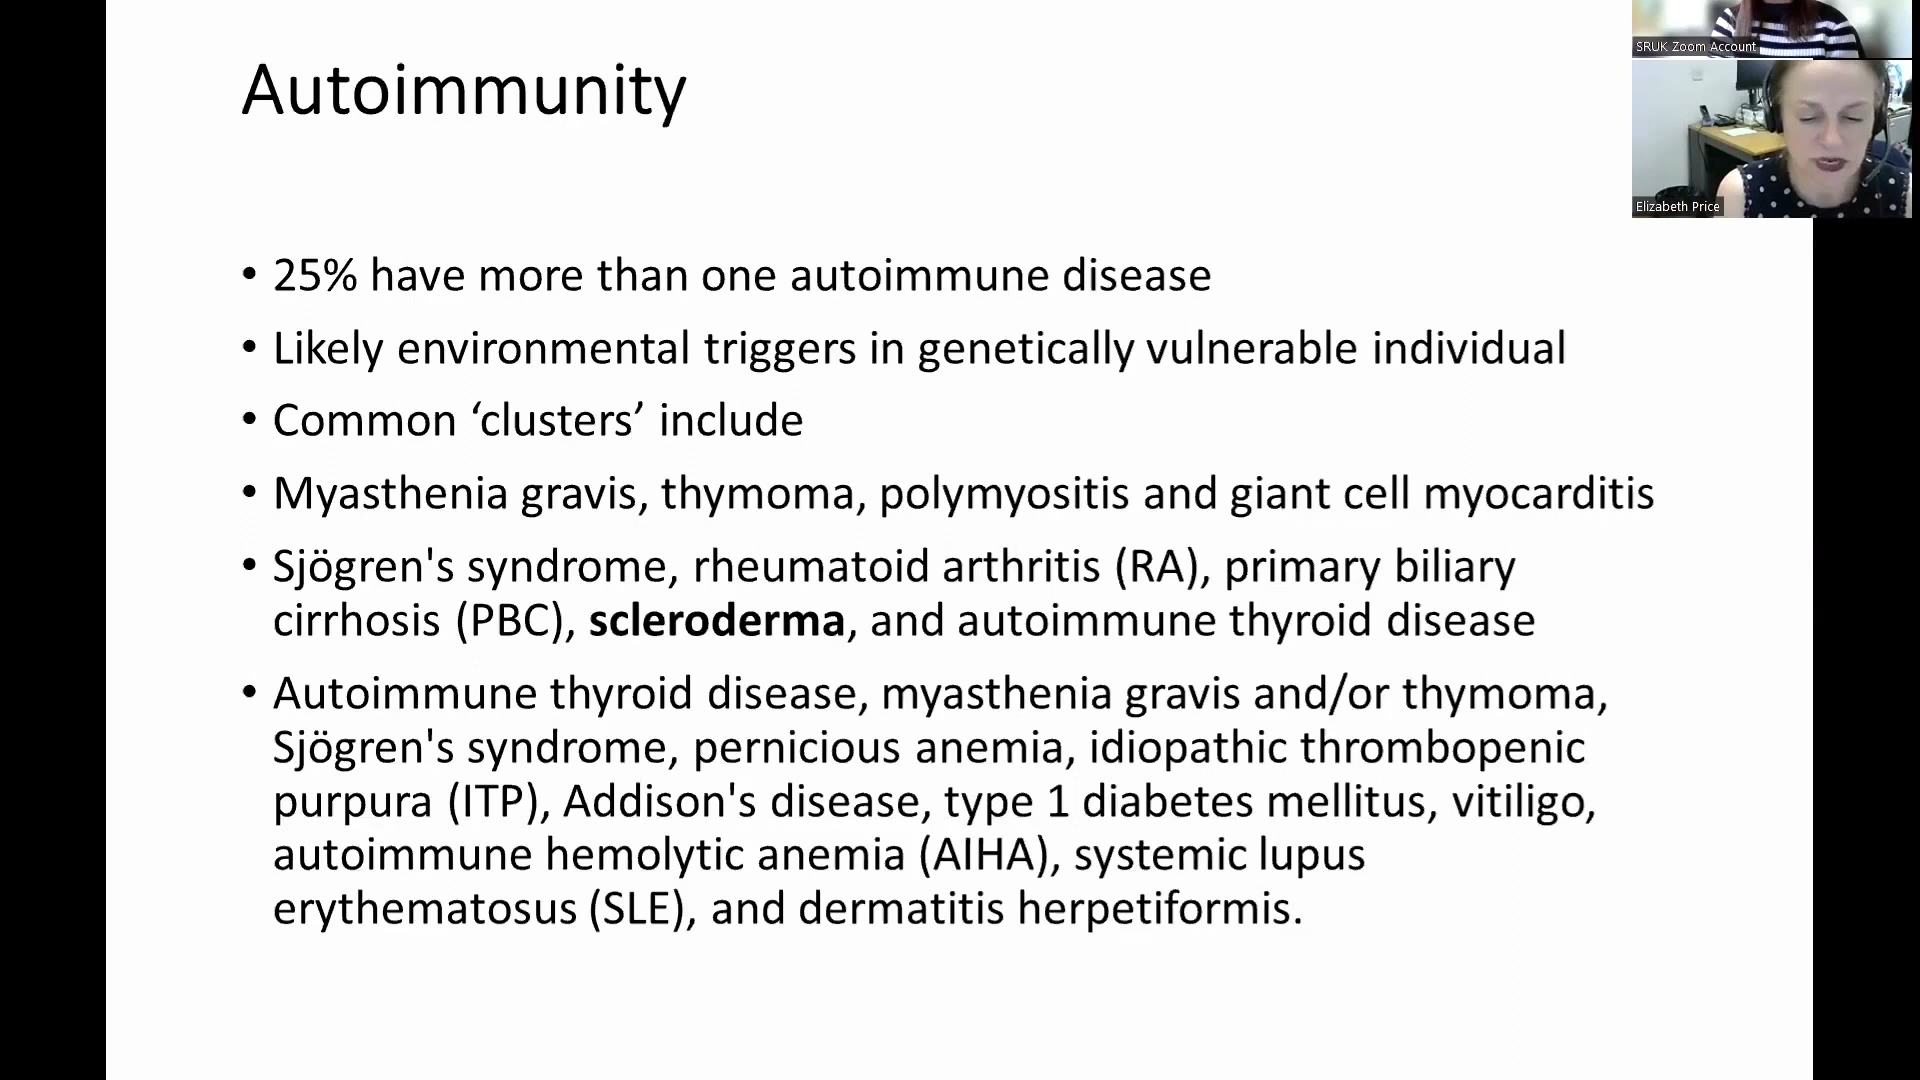 Autoimmunity
SRUK Zoom Account
Elizabeth Price
• 25% have more than one autoimmune disease
• Likely environmental triggers in genetically vulnerable individual
• Common ‘clusters’ include
• Myasthenia gravis, thymoma, polymyositis and giant cell myocarditis
• Sjögren's syndrome, rheumatoid arthritis (RA), primary biliary
cirrhosis (PBC), scleroderma, and autoimmune thyroid disease
• Autoimmune thyroid disease, myasthenia gravis and/or thymoma,
Sjögren's syndrome, pernicious anemia, idiopathic thrombopenic
purpura (ITP), Addison's disease, type 1 diabetes mellitus, vitiligo,
autoimmune hemolytic anemia (AIHA), systemic lupus
erythematosus (SLE), and dermatitis herpetiformis.